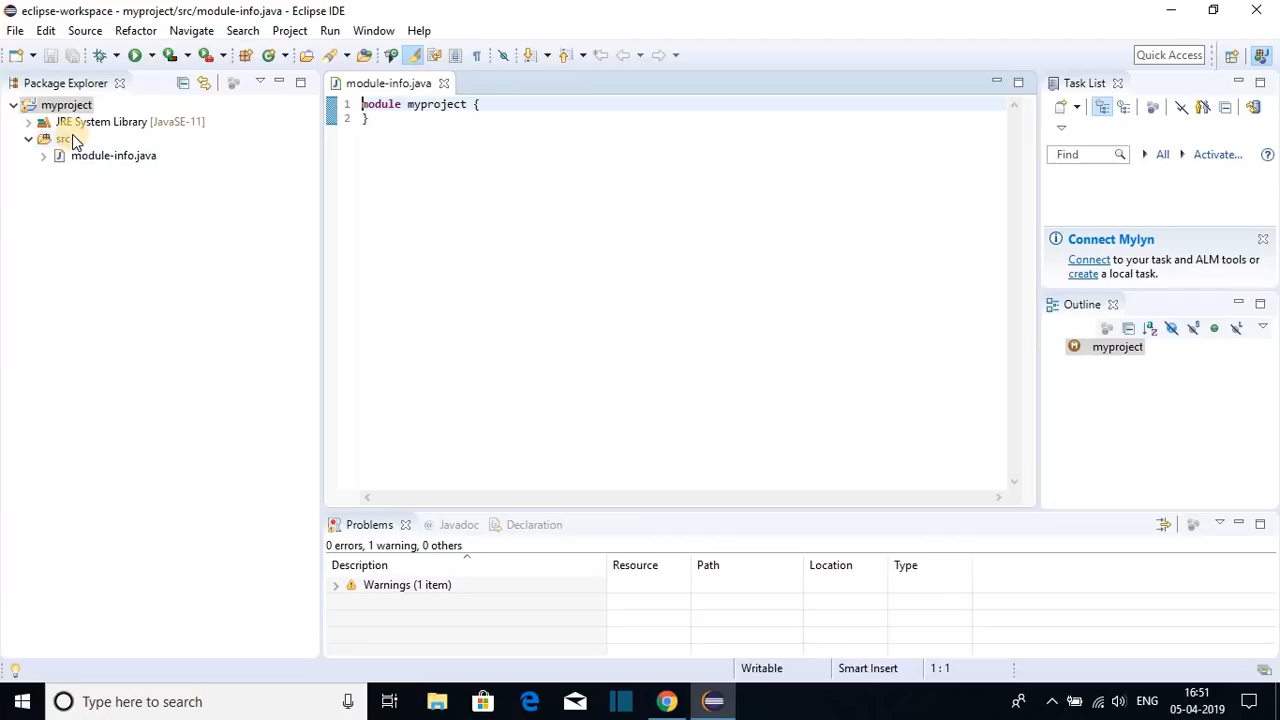 eclipse-workspace - myproject/src/module-info.java - Eclipse IDE
File Edit Source Refactor Navigate Search Project Run Window Help
Quick Access
Package Explorer
myproject
JRE System Library [JavaSE-11]
src
module-info.java
module-info.java
1 module myproject {
2 }
Task List
Find All Activate...
Connect Mylyn
Connect to your task and ALM tools or
create a local task.
Outline
myproject
Problems @ Javadoc Declaration
0 errors, 1 warning, 0 others
Description Resource Path Location Type
Warnings (1 item)
Writable Smart Insert 1 : 1
Type here to search
ENG
16:51
05-04-2019